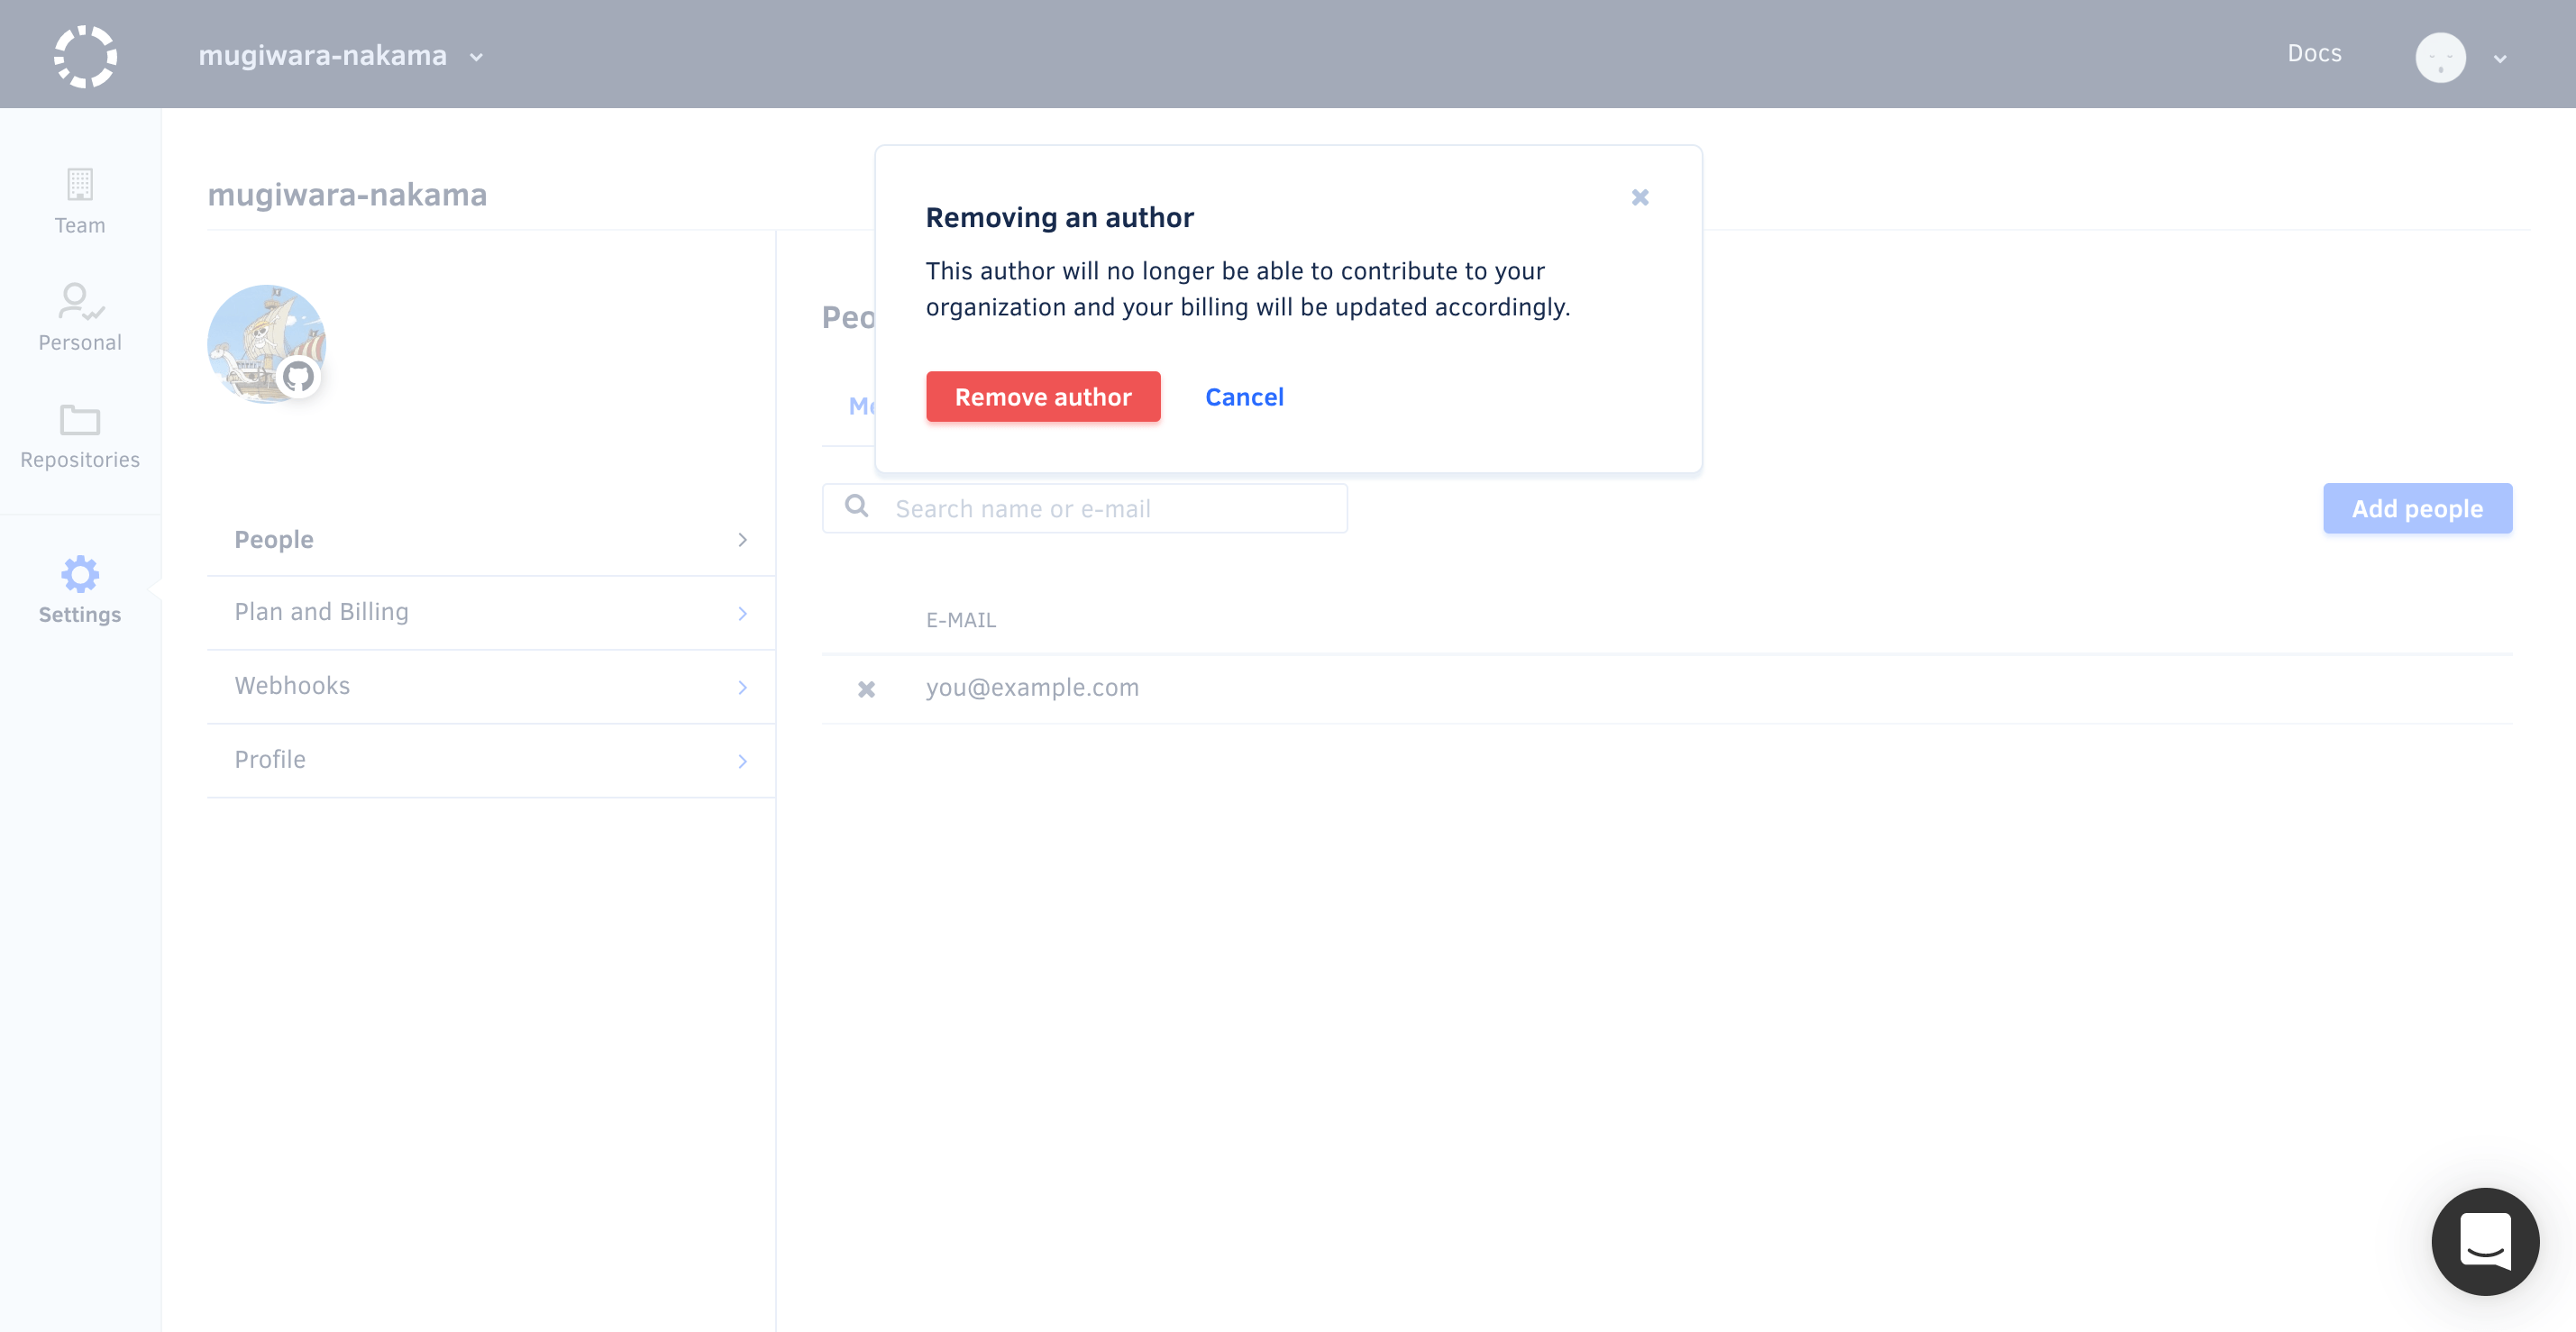 mugiwara-nakama
Docs
Team
Personal
Repositories
Settings
mugiwara-nakama
People
Plan and Billing
Webhooks
Profile
Removing an author
This author will no longer be able to contribute to your
organization and your billing will be updated accordingly.
Remove author
Cancel
Search name or e-mail
Add people
E-MAIL
you@example.com